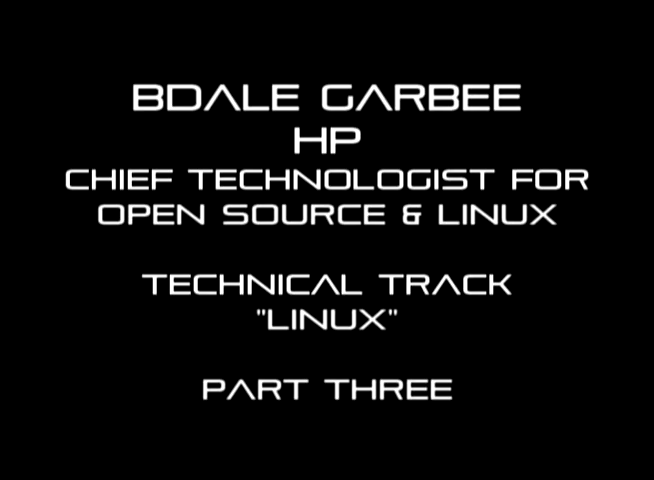 BDALE GARBEE
HP
CHIEF TECHNOLOGIST FOR
OPEN SOURCE & LINUX
TECHNICAL TRACK
"LINUX"
PART THREE